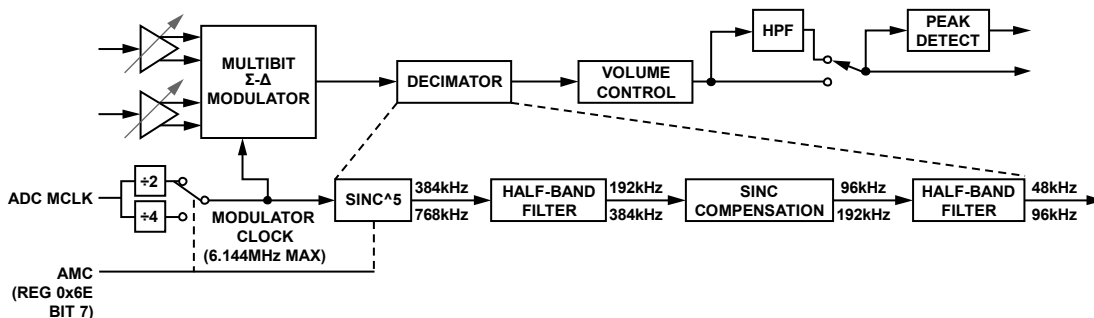 HPF
PEAK
DETECT
MULTIBIT
Σ-Δ
MODULATOR
DECIMATOR
VOLUME
CONTROL
ADC MCLK
÷2
÷4
MODULATOR
CLOCK
(6.144MHz MAX)
SINC^5
384kHz
768kHz
HALF-BAND
FILTER
192kHz
384kHz
SINC
COMPENSATION
96kHz
192kHz
HALF-BAND
FILTER
48kHz
96kHz
AMC
(REG 0x6E
BIT 7)